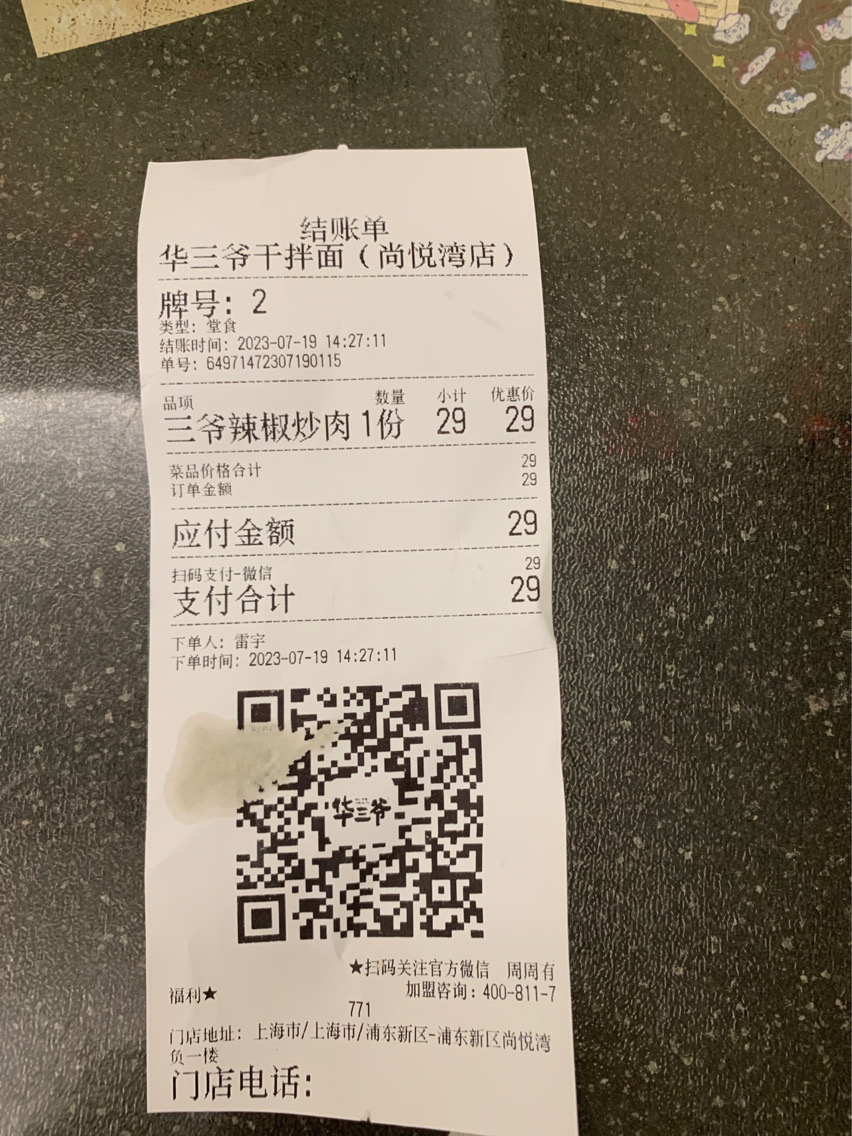 结账单
华三爷干拌面（尚悦湾店）
牌号: 2
类型: 堂食
结账时间: 2023-07-19 14:27:11
单号: 64971472307190115
品项 数量 小计 优惠价
三爷辣椒炒肉 1份 29 29
菜品价格合计 29
订单金额 29
应付金额 29
扫码支付-微信 29
支付合计 29
下单人: 雷宇
下单时间: 2023-07-19 14:27:11
华三爷
★扫码关注官方微信 周周有
福利★ 加盟咨询: 400-811-7
771
门店地址: 上海市/上海市/浦东新区-浦东新区尚悦湾
负一楼
门店电话: